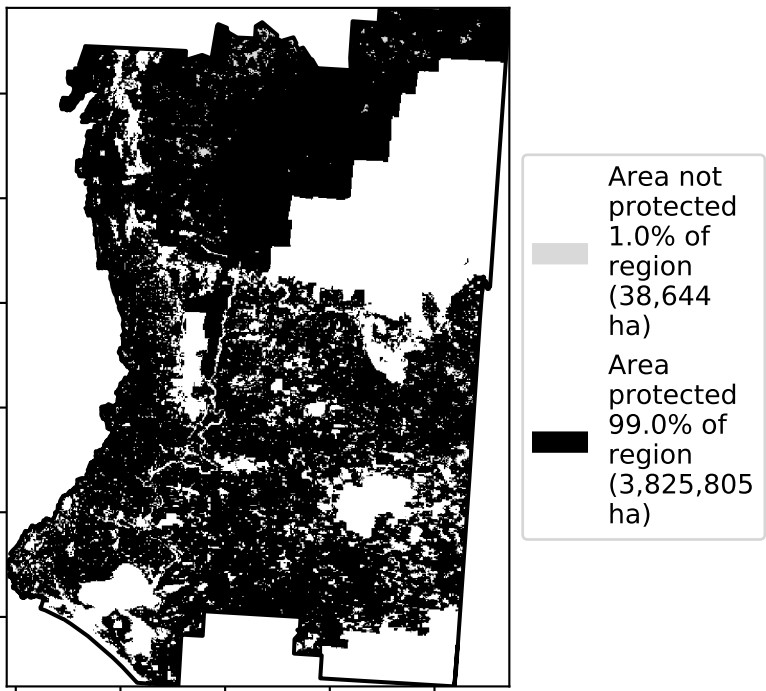 Area not
protected
1.0% of
region
(38,644
ha)
Area
protected
99.0% of
region
(3,825,805
ha)